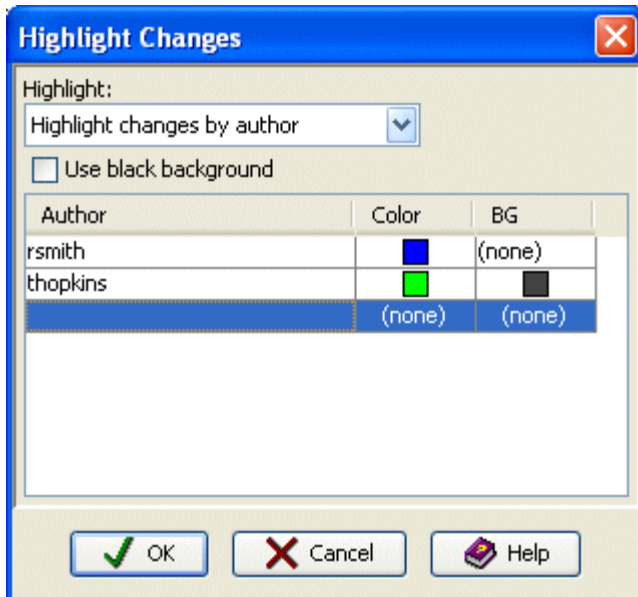 Highlight Changes
Highlight:
Highlight changes by author
Use black background
Author Color BG
rsmith (none)
thopkins
(none) (none)
OK Cancel Help